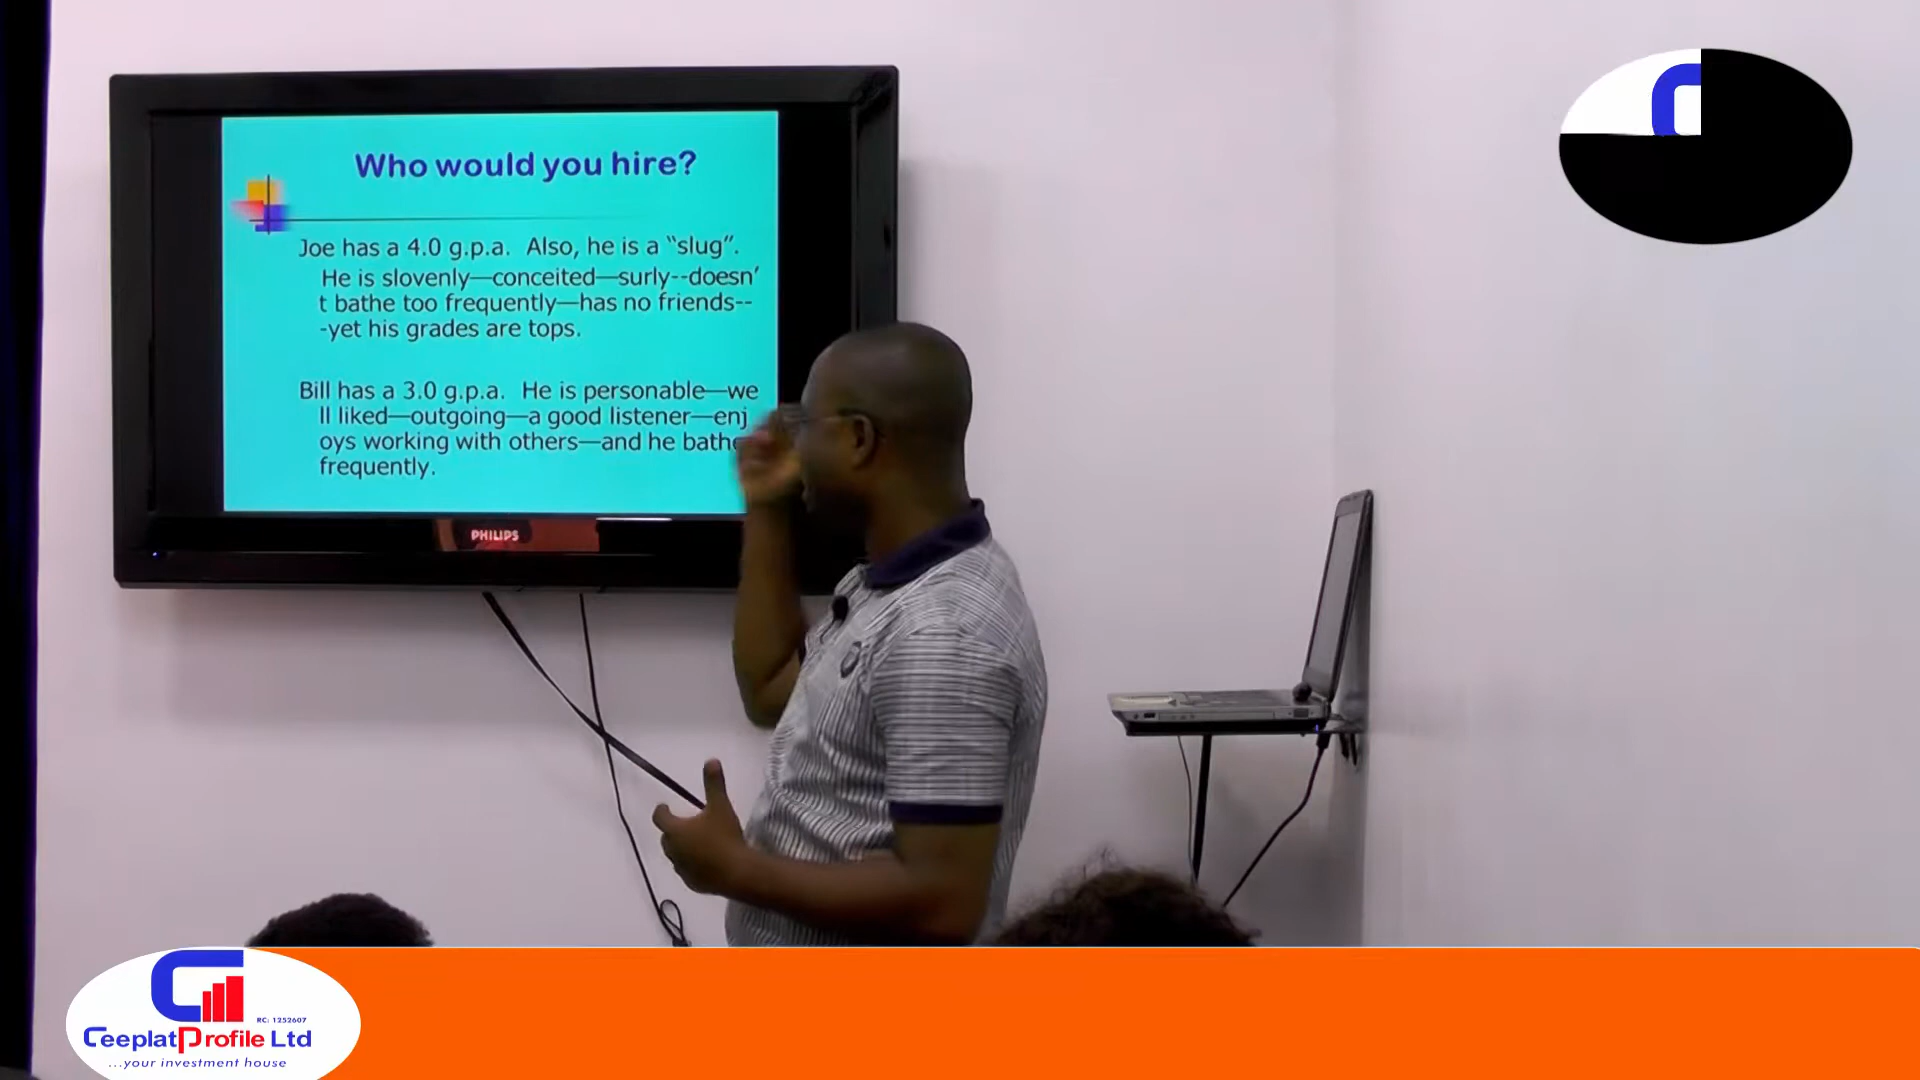 Who would you hire?
Joe has a 4.0 g.p.a. Also, he is a “slug”.
He is slovenly—conceited—surly--doesn’
t bathe too frequently—has no friends--
-yet his grades are tops.
Bill has a 3.0 g.p.a. He is personable—we
ll liked—outgoing—a good listener—enj
oys working with others—and he bathe
frequently.
PHILIPS
RC: 1252607
CeeplatProfile Ltd
...your investment house